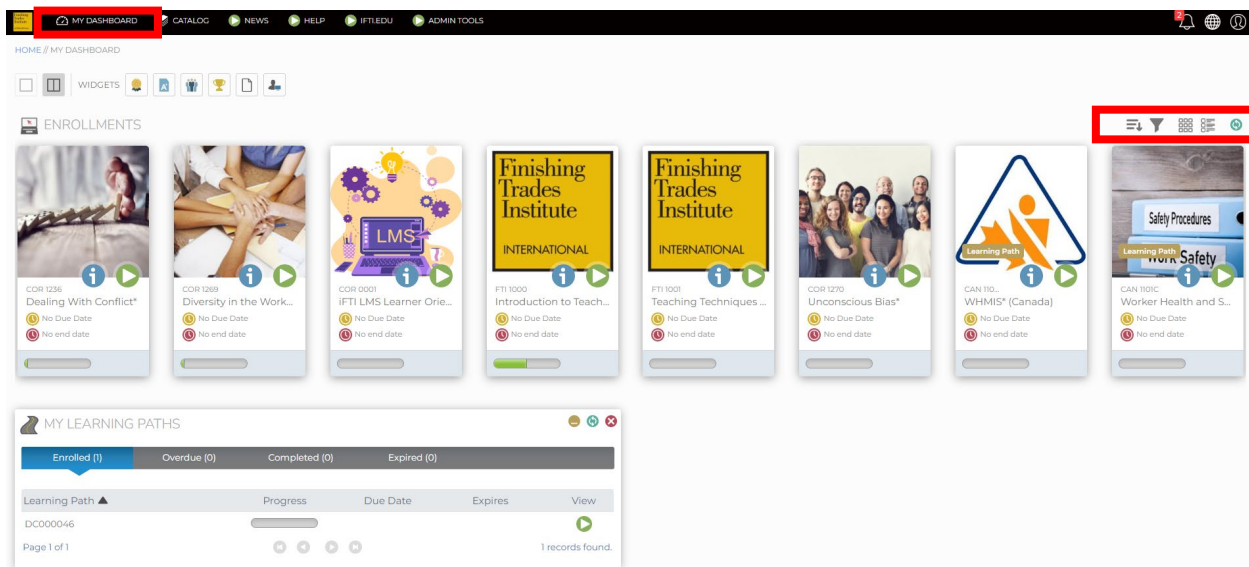 MY DASHBOARD CATALOG NEWS HELP IFTI.EDU ADMIN TOOLS 2
HOME // MY DASHBOARD
WIDGETS
ENROLLMENTS
LMS
Finishing
Trades
Institute
INTERNATIONAL
Finishing
Trades
Institute
INTERNATIONAL
Learning Path
Safety Procedures
Learning Path
Work Safety
COR 1236
Dealing With Conflict*
No Due Date
No end date
COR 1269
Diversity in the Work...
No Due Date
No end date
COR 0001
iFTI LMS Learner Orie...
No Due Date
No end date
FTI 1000
Introduction to Teach...
No Due Date
No end date
FTI 1001
Teaching Techniques ...
No Due Date
No end date
COR 1270
Unconscious Bias*
No Due Date
No end date
CAN 110...
WHMIS* (Canada)
No Due Date
No end date
CAN 1101C
Worker Health and S...
No Due Date
No end date
MY LEARNING PATHS
Enrolled (1) Overdue (0) Completed (0) Expired (0)
Learning Path Progress Due Date Expires View
DC000046
Page 1 of 1 1 records found.